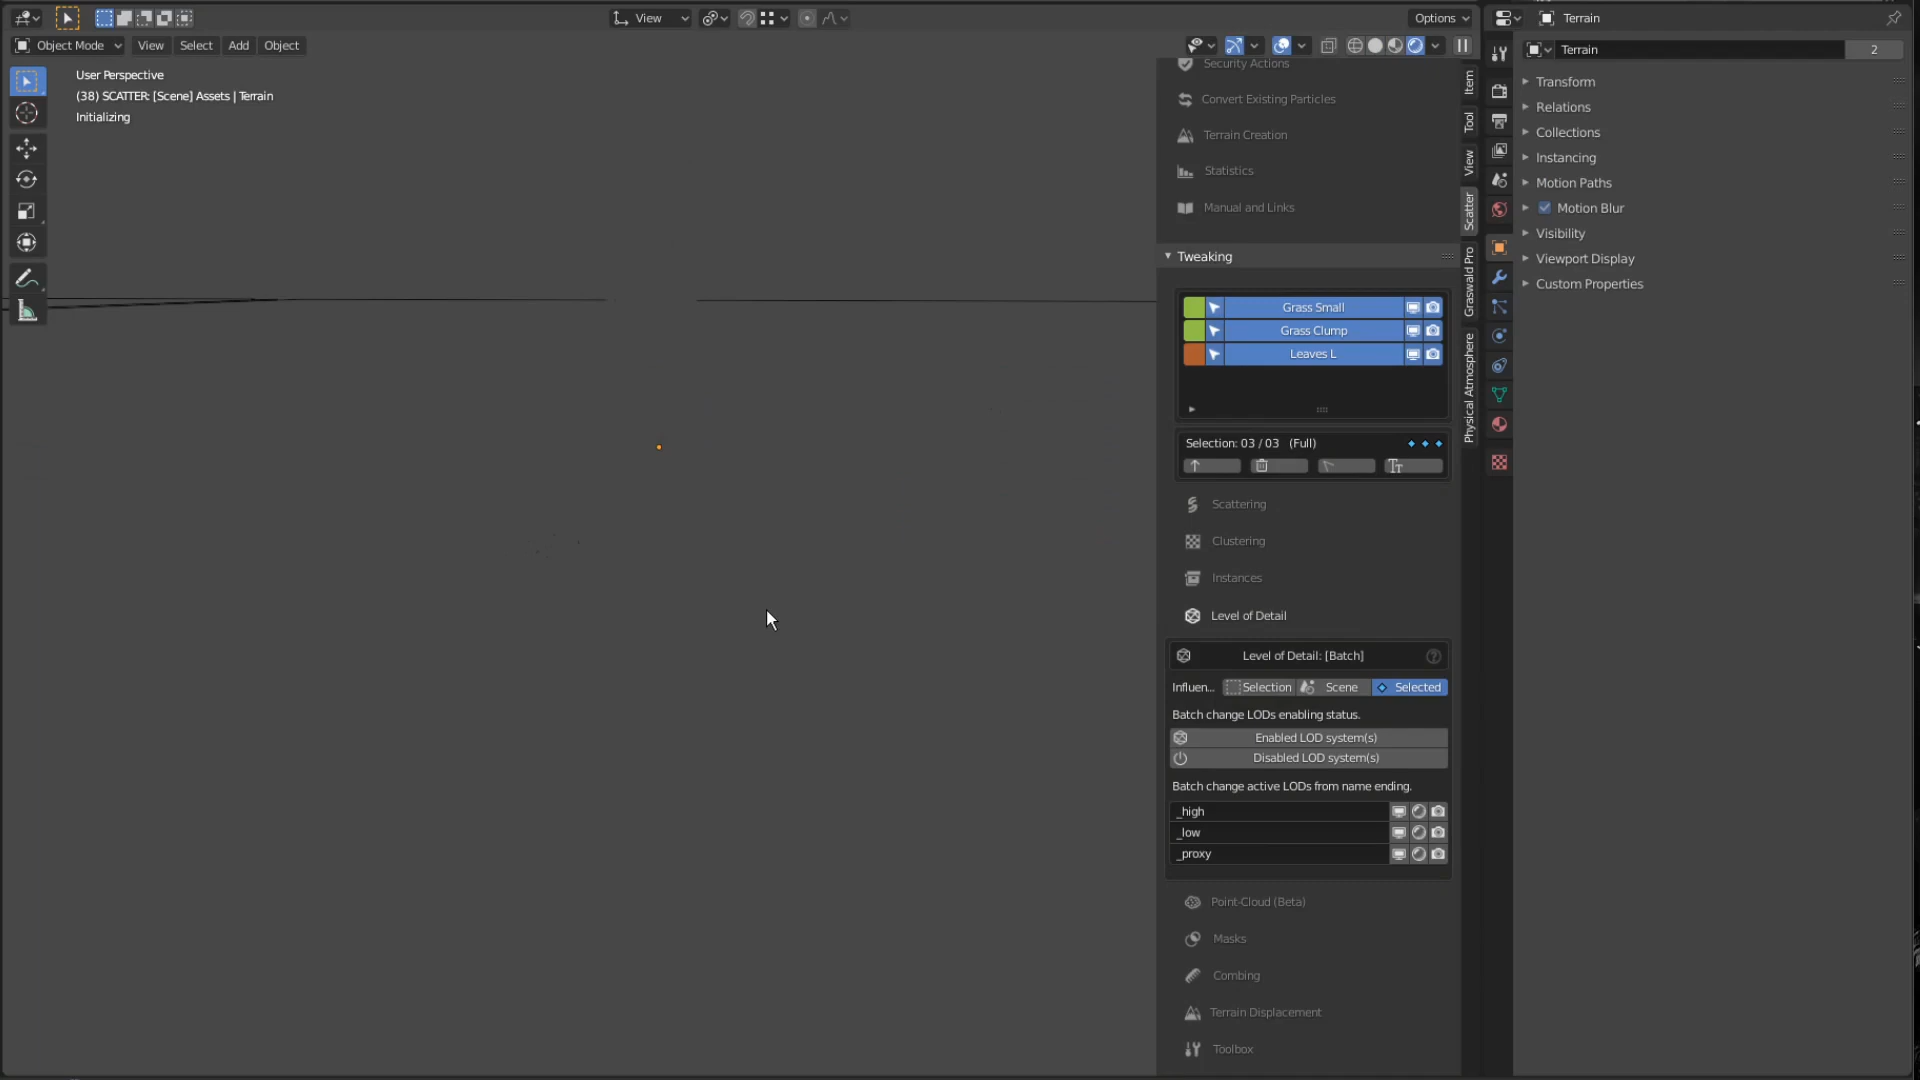 View
Options
Object Mode
View
Select
Add
Object
User Perspective
(38) SCATTER: [Scene] Assets | Terrain
Initializing
Security Actions
Convert Existing Particles
Terrain Creation
Statistics
Manual and Links
Tweaking
Grass Small
Grass Clump
Leaves L
Selection: 03 / 03 (Full)
Scattering
Clustering
Instances
Level of Detail
Level of Detail: [Batch]
Influen...
Selection
Scene
Selected
Batch change LODs enabling status.
Enabled LOD system(s)
Disabled LOD system(s)
Batch change active LODs from name ending.
_high
_low
_proxy
Point-Cloud (Beta)
Masks
Combing
Terrain Displacement
Toolbox
Item
Tool
View
Scatter
Graswald Pro
Physical Atmosphere
Terrain
Terrain
2
Transform
Relations
Collections
Instancing
Motion Paths
Motion Blur
Visibility
Viewport Display
Custom Properties